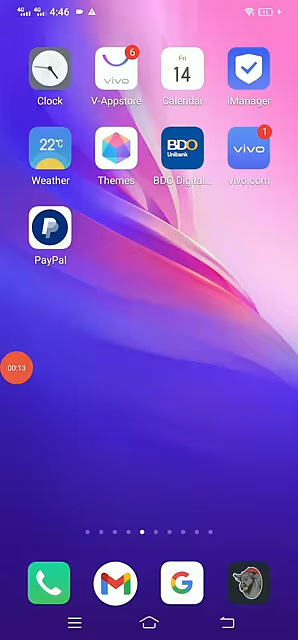 4G 4G 4:46 11
6 Fri
vivo 14
Clock V-Appstore Calendar iManager
1
22°C BDO Unibank vivo
Weather Themes BDO Digital... vivo.com
PayPal
00:13